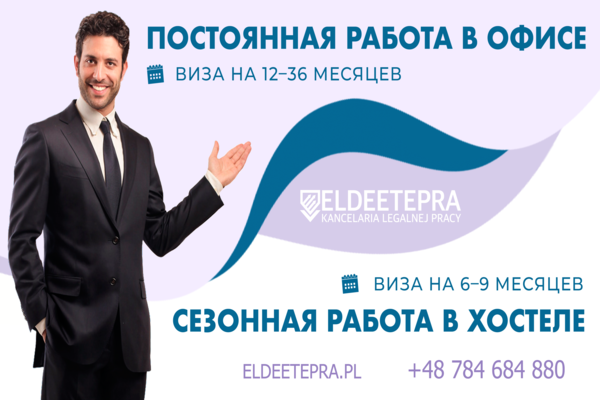 ПОСТОЯННАЯ РАБОТА В ОФИСЕ
ВИЗА НА 12–36 МЕСЯЦЕВ
ELDEETEPRA
KANCELARIA LEGALNEJ PRACY
ВИЗА НА 6–9 МЕСЯЦЕВ
СЕЗОННАЯ РАБОТА В ХОСТЕЛЕ
ELDEETEPRA.PL +48 784 684 880